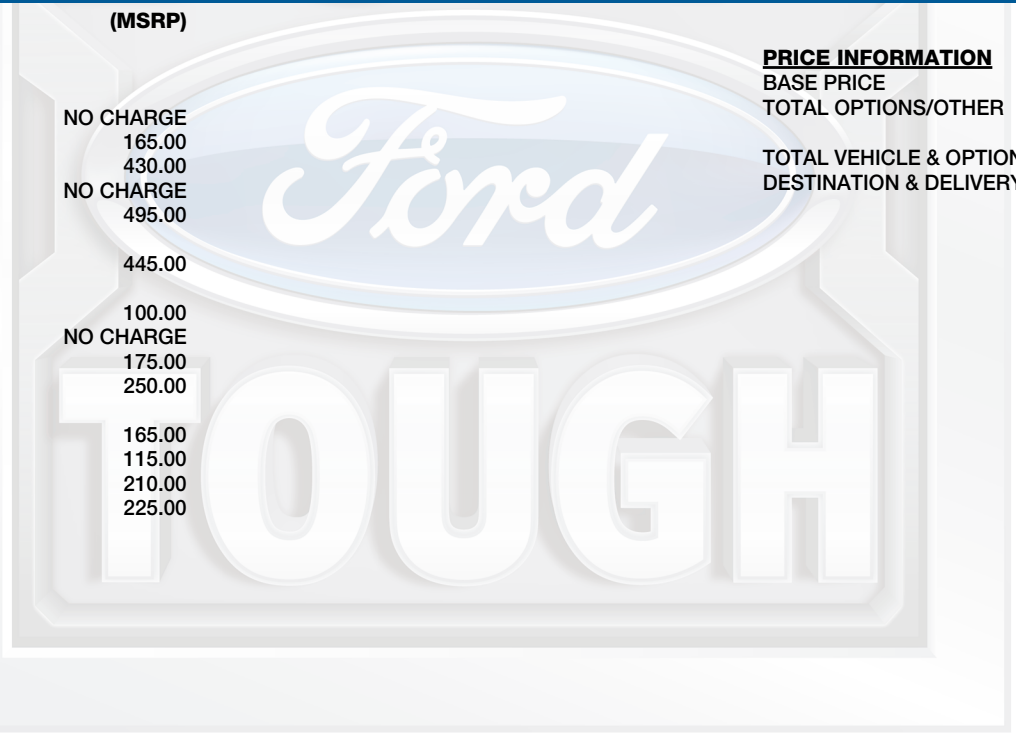 (MSRP)
NO CHARGE
165.00
430.00
NO CHARGE
495.00
445.00
100.00
NO CHARGE
175.00
250.00
165.00
115.00
210.00
225.00
PRICE INFORMATION
BASE PRICE
TOTAL OPTIONS/OTHER
TOTAL VEHICLE & OPTION
DESTINATION & DELIVERY
Ford
TOUGH